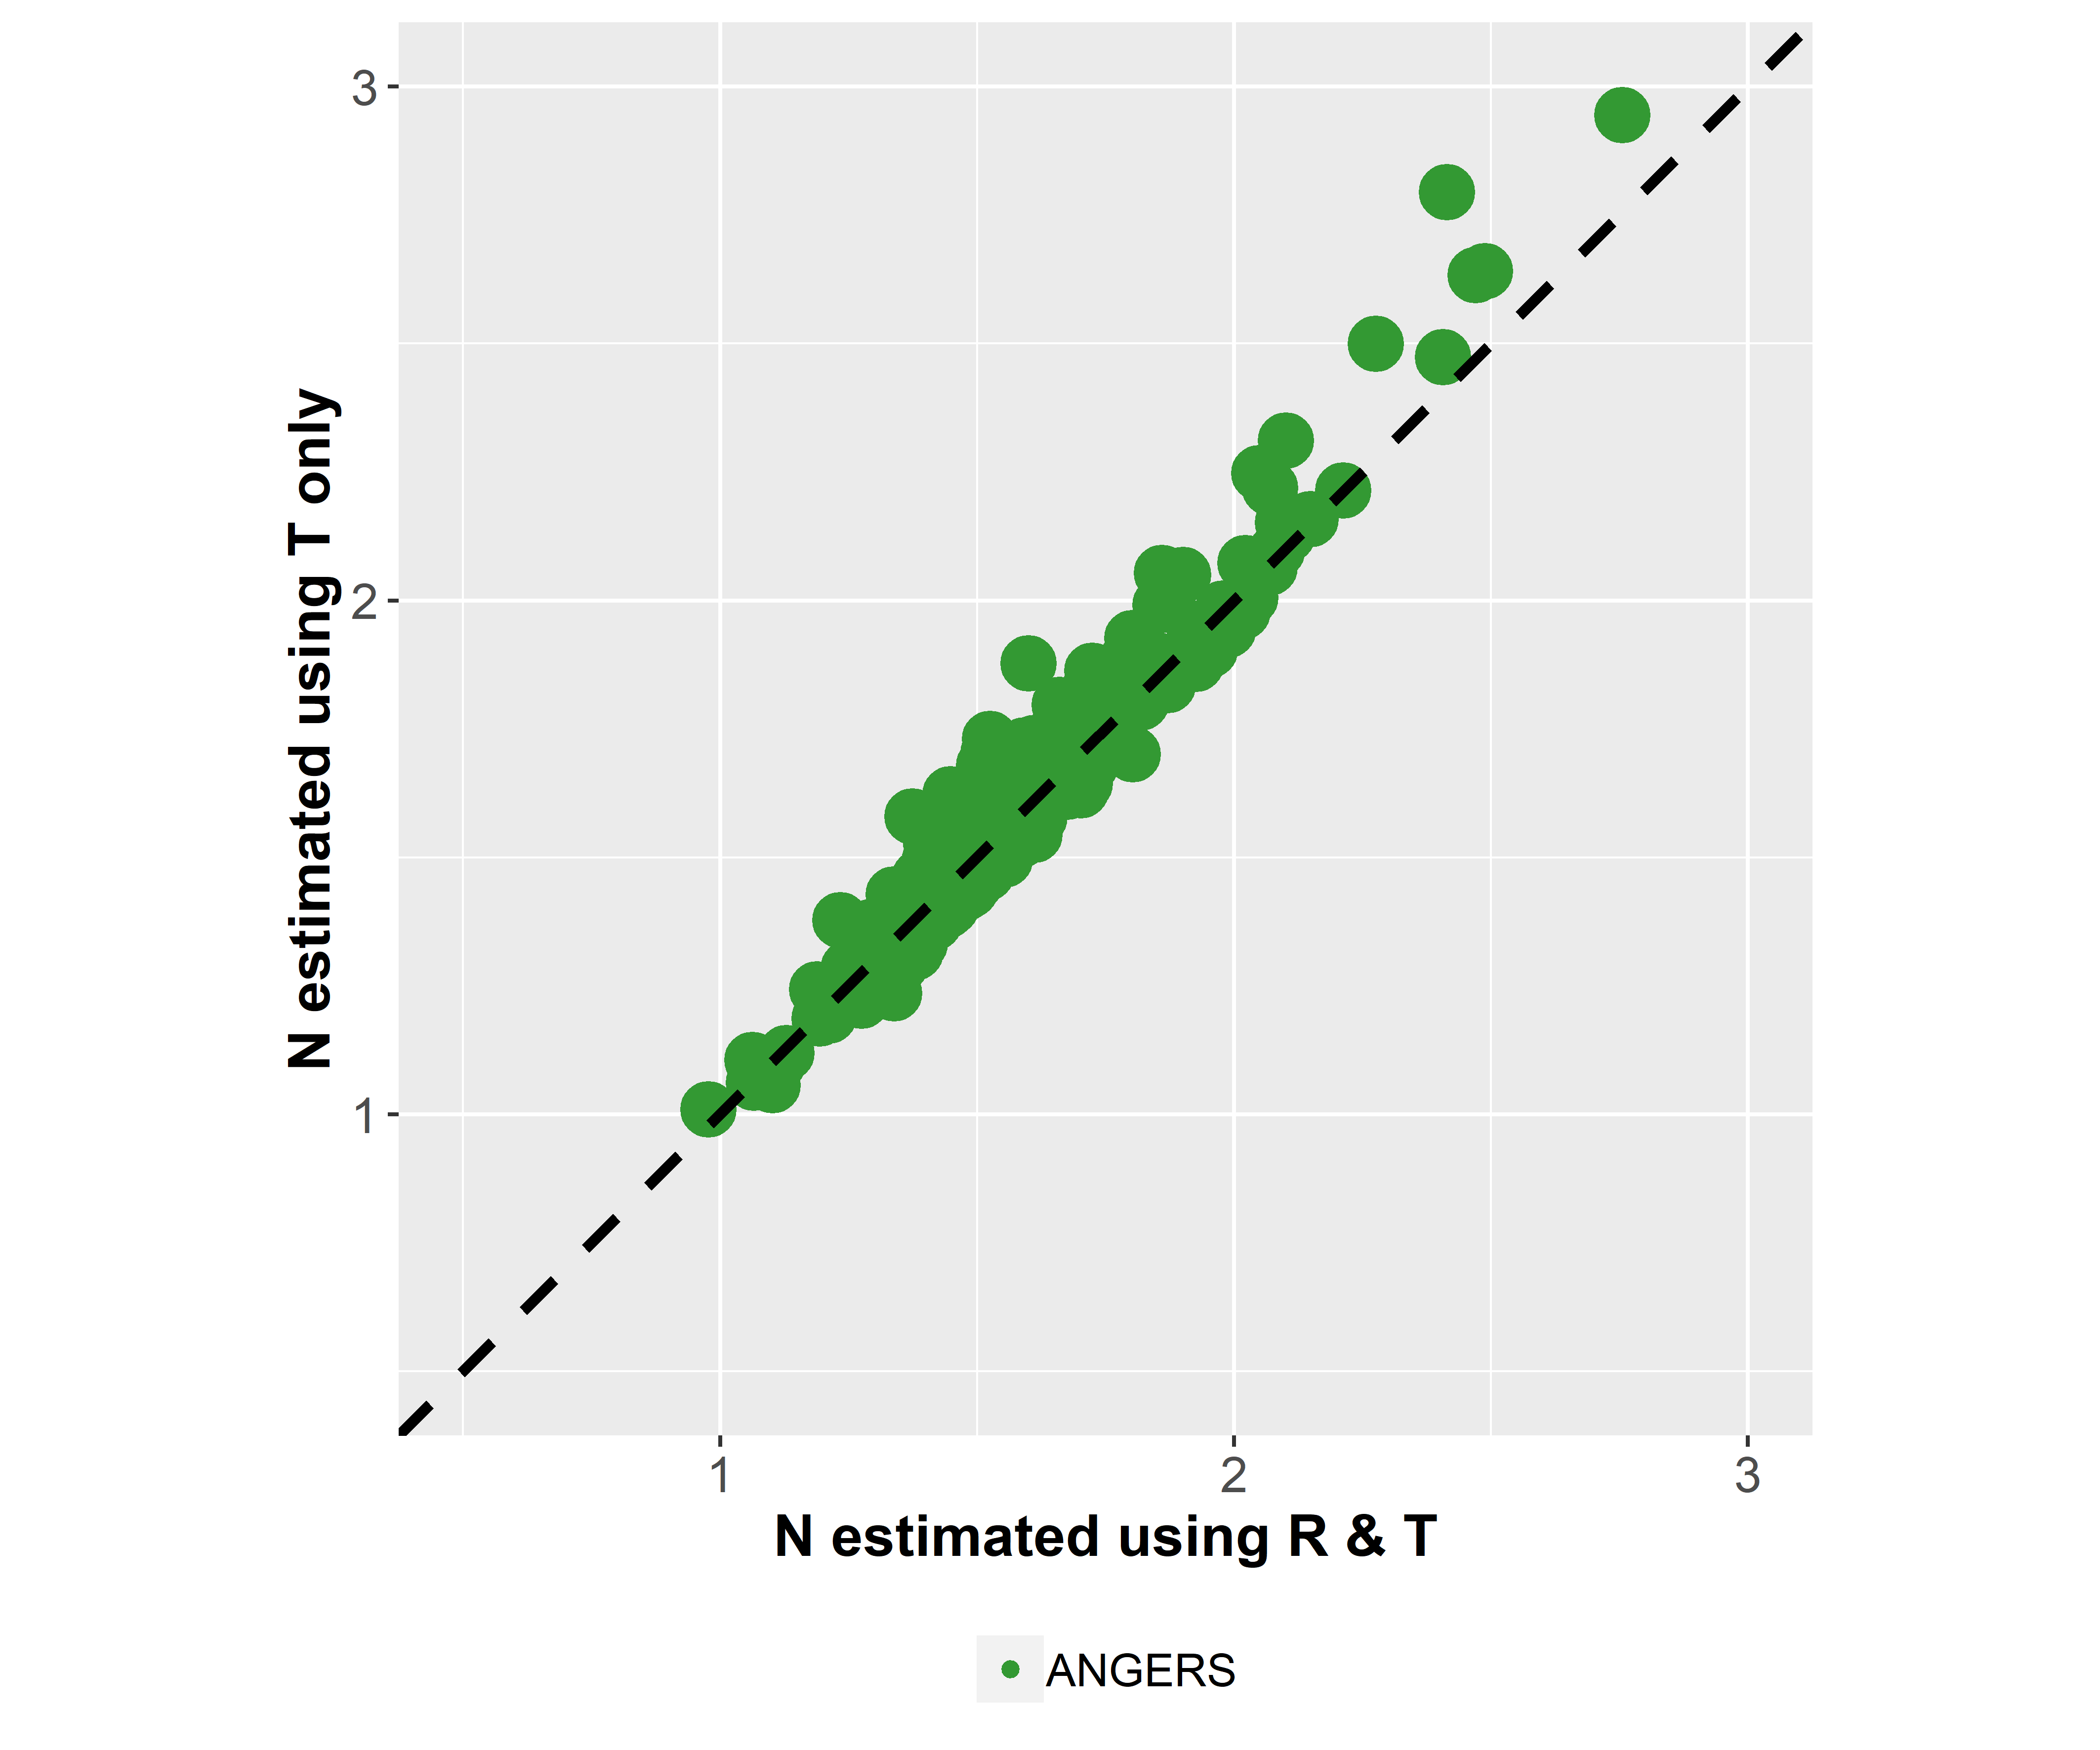 3
2
1
N estimated using T only
1 2 3
N estimated using R & T
ANGERS